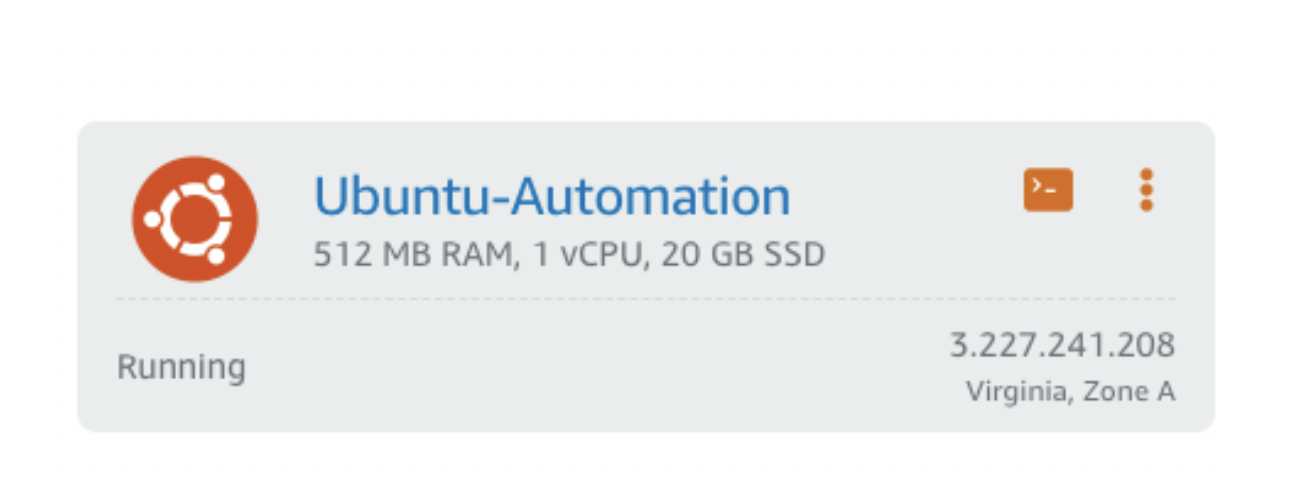 Ubuntu-Automation
512 MB RAM, 1 vCPU, 20 GB SSD
Running
3.227.241.208
Virginia, Zone A